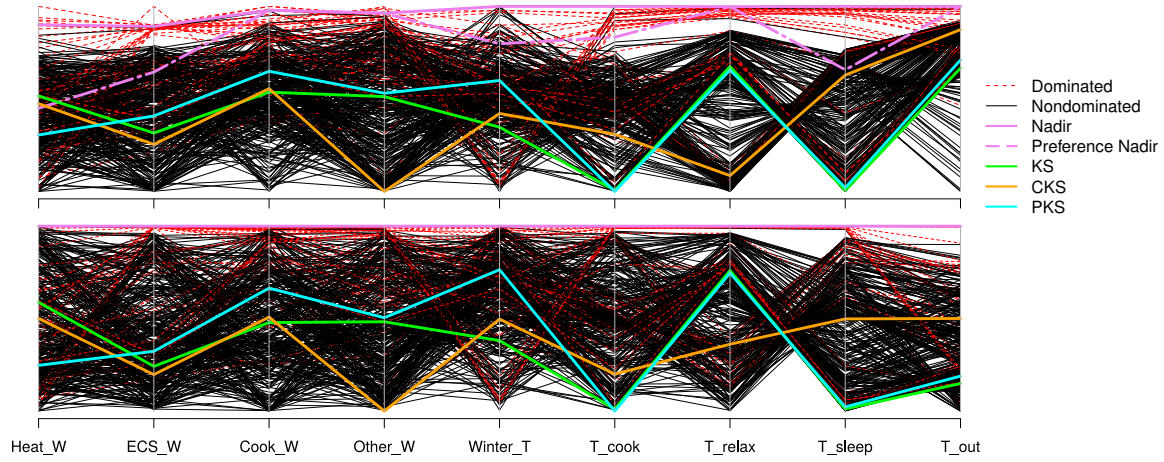 Dominated
Nondominated
Nadir
Preference Nadir
KS
CKS
PKS
Heat_W ECS_W Cook_W Other_W Winter_T T_cook T_relax T_sleep T_out